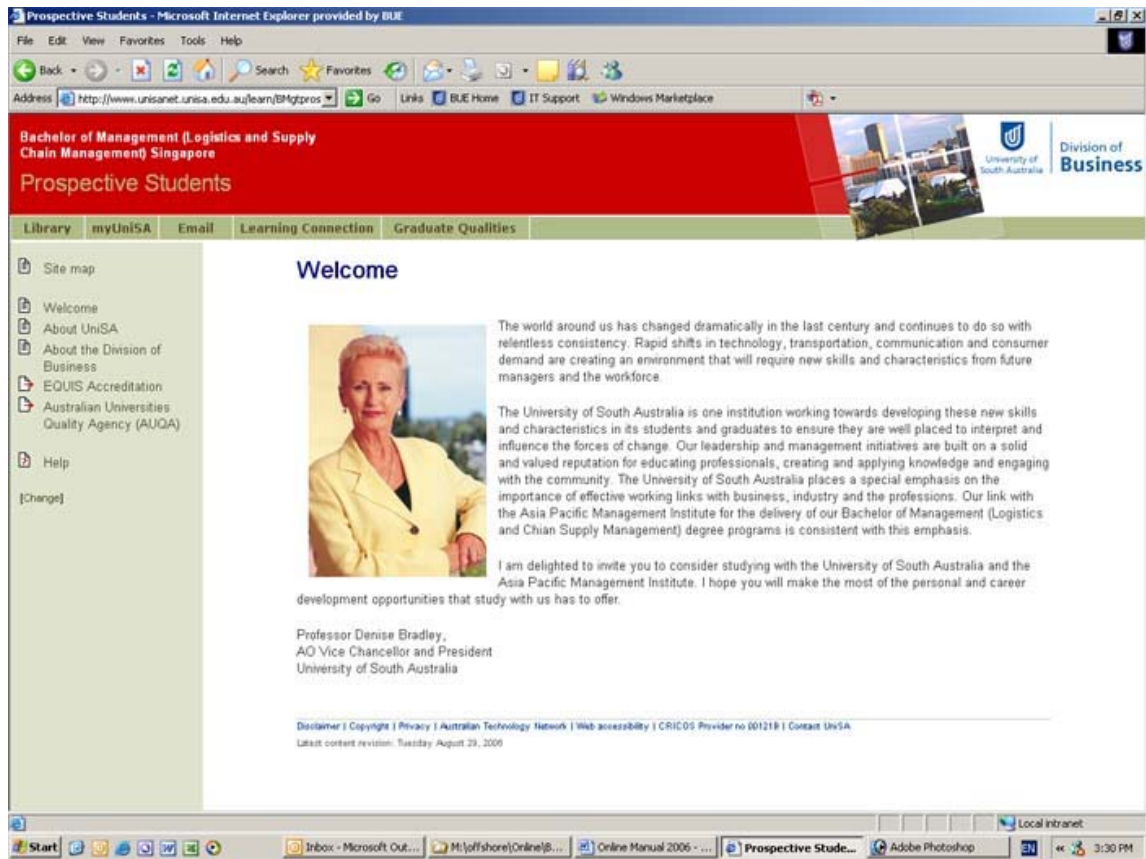 Prospective Students - Microsoft Internet Explorer provided by BUE
File Edit View Favorites Tools Help
Back Search Favorites
Address http://www.unisanet.unisa.edu.au/learn/BMgtpros Go Links BUE Home IT Support Windows Marketplace
Bachelor of Management (Logistics and Supply
Chain Management) Singapore
Prospective Students
University of
South Australia
Division of
Business
Library myUniSA Email Learning Connection Graduate Qualities
Site map
Welcome
About UniSA
About the Division of
Business
EQUIS Accreditation
Australian Universities
Quality Agency (AUQA)
Help
[Change]
Welcome
The world around us has changed dramatically in the last century and continues to do so with
relentless consistency. Rapid shifts in technology, transportation, communication and consumer
demand are creating an environment that will require new skills and characteristics from future
managers and the workforce.
The University of South Australia is one institution working towards developing these new skills
and characteristics in its students and graduates to ensure they are well placed to interpret and
influence the forces of change. Our leadership and management initiatives are built on a solid
and valued reputation for educating professionals, creating and applying knowledge and engaging
with the community. The University of South Australia places a special emphasis on the
importance of effective working links with business, industry and the professions. Our link with
the Asia Pacific Management Institute for the delivery of our Bachelor of Management (Logistics
and Chian Supply Management) degree programs is consistent with this emphasis.
I am delighted to invite you to consider studying with the University of South Australia and the
Asia Pacific Management Institute. I hope you will make the most of the personal and career
development opportunities that study with us has to offer.
Professor Denise Bradley,
AO Vice Chancellor and President
University of South Australia
Disclaimer | Copyright | Privacy | Australian Technology Network | Web accessibility | CRICOS Provider no 00121B | Contact UniSA
Latest content revision: Tuesday August 29, 2006
Local intranet
Start Inbox - Microsoft Out... M:\offshore\Online\B... Online Manual 2006 - ... Prospective Stude... Adobe Photoshop EN 3:30 PM